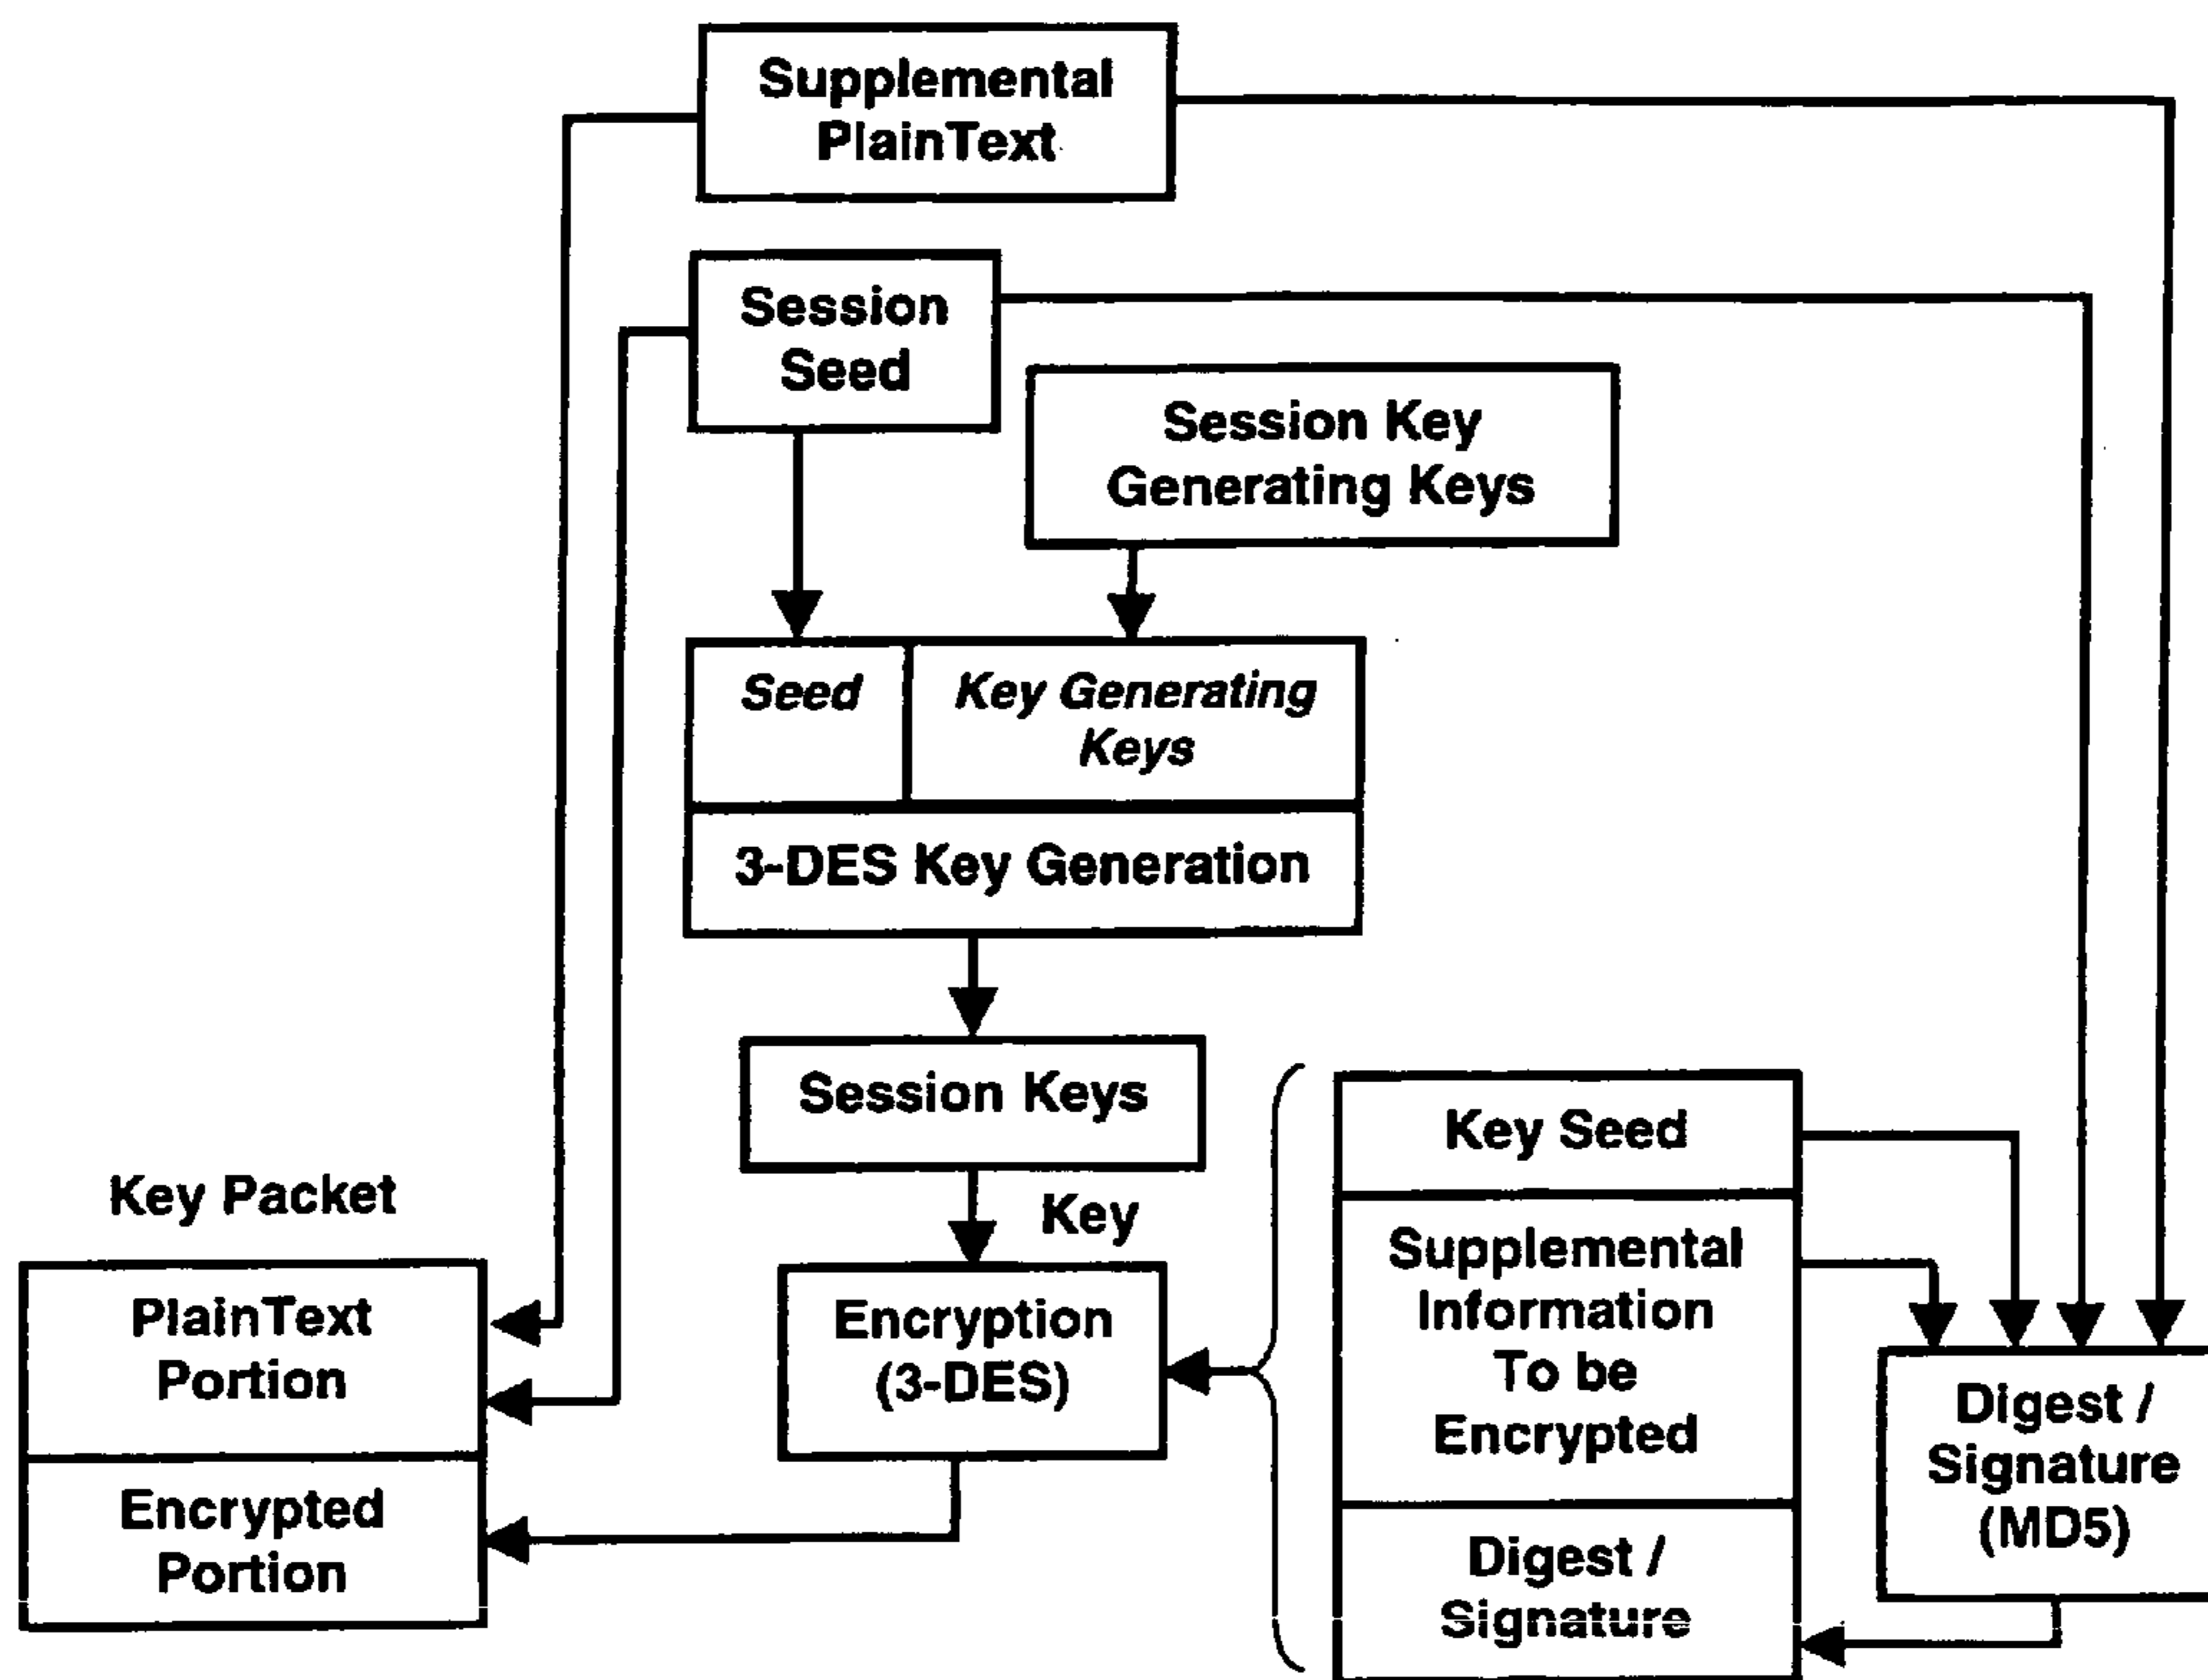 Supplemental
PlainText
Session
Seed
Session Key
Generating Keys
Seed
Key Generating
Keys
3-DES Key Generation
Session Keys
Key
Key Packet
PlainText
Portion
Encrypted
Portion
Encryption
(3-DES)
Key Seed
Supplemental
Information
To be
Encrypted
Digest /
Signature
Digest /
Signature
(MD5)